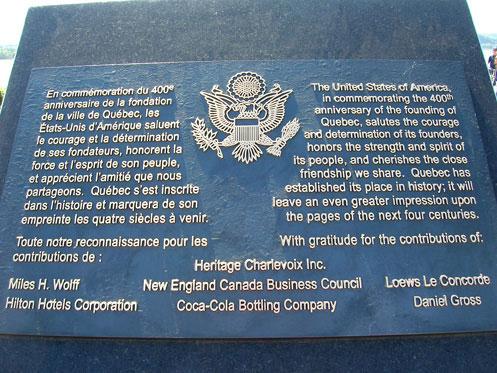 En commémoration du 400e
anniversaire de la fondation
de la ville de Québec, les
États-Unis d'Amérique saluent
le courage et la détermination
de ses fondateurs, honorent la
force et l'esprit de son peuple,
et apprécient l'amitié que nous
partageons. Québec s'est inscrite
dans l'histoire et marquera de son
empreinte les quatre siècles à venir.
The United States of America,
in commemorating the 400th
anniversary of the founding of
Quebec, salutes the courage
and determination of its founders,
honors the strength and spirit of
its people, and cherishes the close
friendship we share. Quebec has
established its place in history; it will
leave an even greater impression upon
the pages of the next four centuries.
Toute notre reconnaissance pour les
contributions de :
With gratitude for the contributions of:
Heritage Charlevoix Inc.
Miles H. Wolff New England Canada Business Council Loews Le Concorde
Hilton Hotels Corporation Coca-Cola Bottling Company Daniel Gross